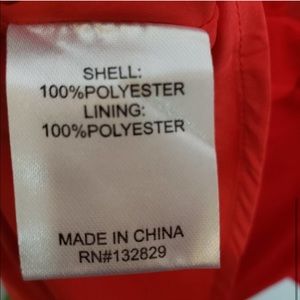 SHELL:
100%POLYESTER
LINING:
100%POLYESTER
MADE IN CHINA
RN#132829